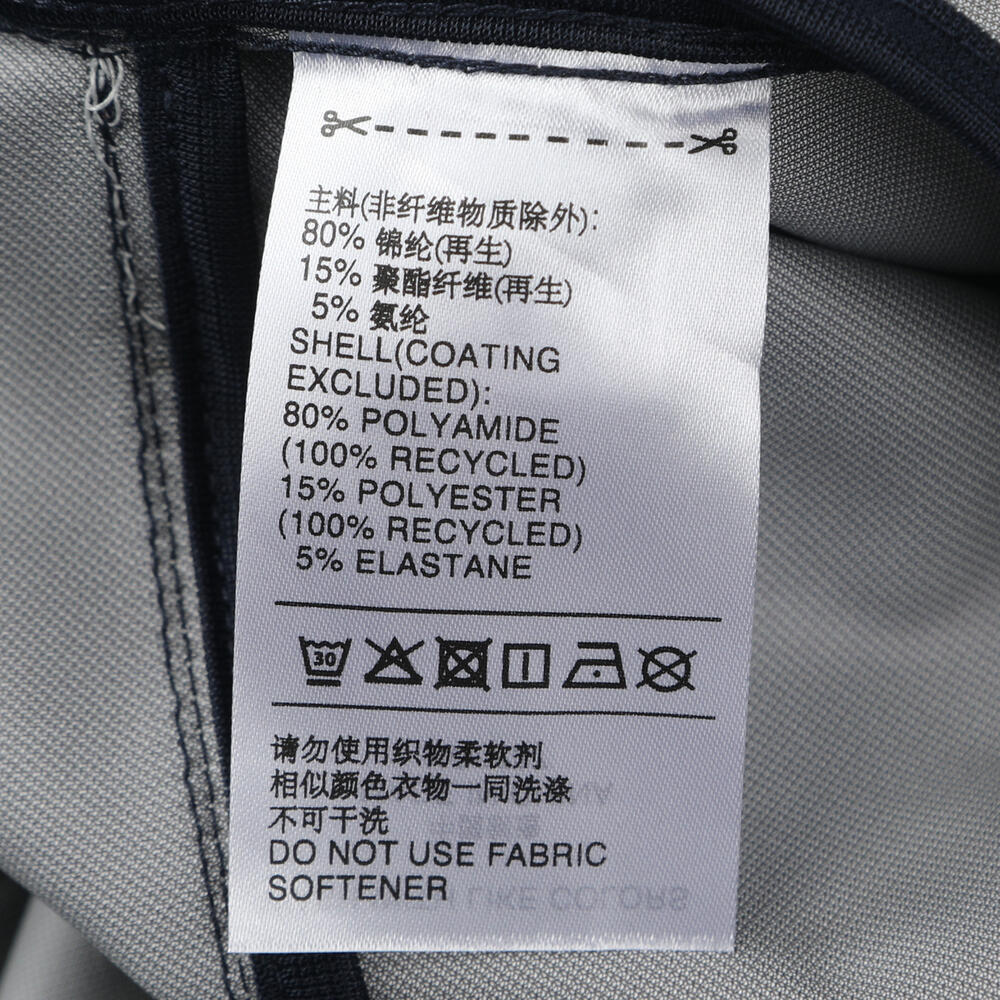 主料(非纤维物质除外):
80% 锦纶(再生)
15% 聚酯纤维(再生)
5% 氨纶
SHELL(COATING
EXCLUDED):
80% POLYAMIDE
(100% RECYCLED)
15% POLYESTER
(100% RECYCLED)
5% ELASTANE
30
请勿使用织物柔软剂
相似颜色衣物一同洗涤
不可干洗
DO NOT USE FABRIC
SOFTENER
LIKE COLORS